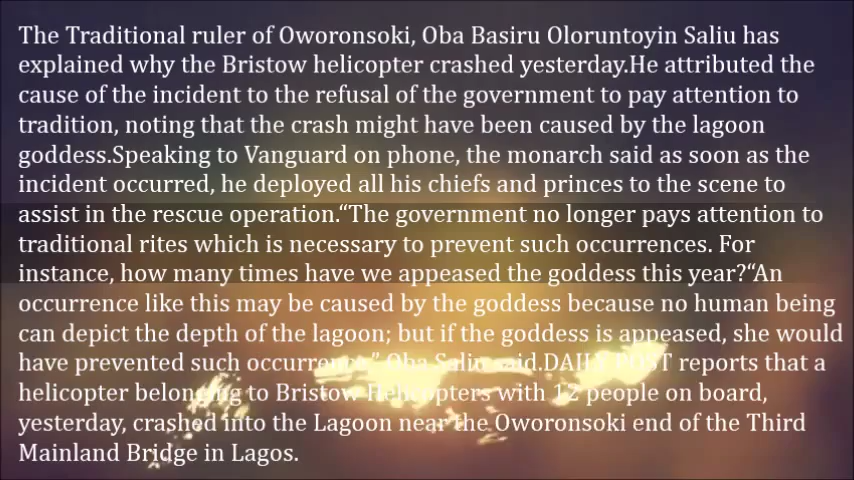 The Traditional ruler of Oworonsoki, Oba Basiru Oloruntoyin Saliu has
explained why the Bristow helicopter crashed yesterday.He attributed the
cause of the incident to the refusal of the government to pay attention to
tradition, noting that the crash might have been caused by the lagoon
goddess.Speaking to Vanguard on phone, the monarch said as soon as the
incident occurred, he deployed all his chiefs and princes to the scene to
assist in the rescue operation.“The government no longer pays attention to
traditional rites which is necessary to prevent such occurrences. For
instance, how many times have we appeased the goddess this year?“An
occurrence like this may be caused by the goddess because no human being
can depict the depth of the lagoon; but if the goddess is appeased, she would
have prevented such occurrence,” Oba Saliu said.DAILY POST reports that a
helicopter belonging to Bristow Helicopters with 12 people on board,
yesterday, crashed into the Lagoon near the Oworonsoki end of the Third
Mainland Bridge in Lagos.